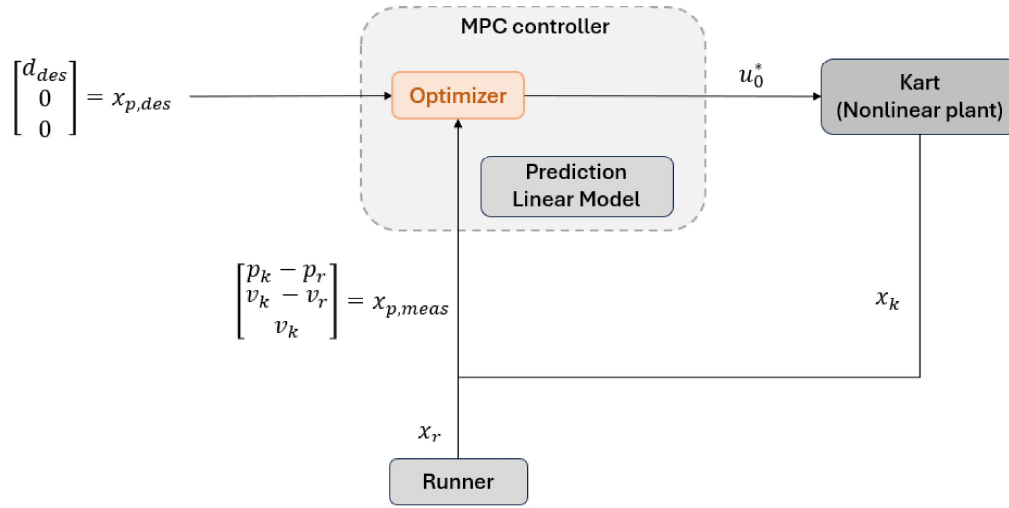 MPC controller
[d_des 0 0] = x_p,des
Optimizer
u_0^*
Kart
(Nonlinear plant)
Prediction
Linear Model
[p_k − p_r
v_k − v_r
v_k] = x_p,meas
x_k
x_r
Runner